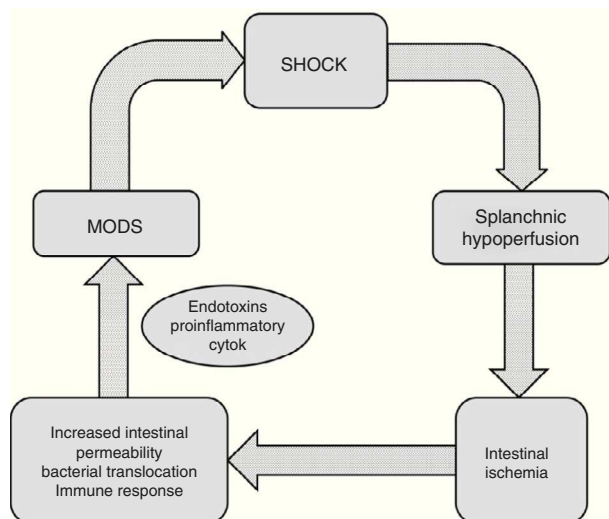 SHOCK
Splanchnic
hypoperfusion
Intestinal
ischemia
Increased intestinal
permeability
bacterial translocation
Immune response
Endotoxins
proinflammatory
cytok
MODS